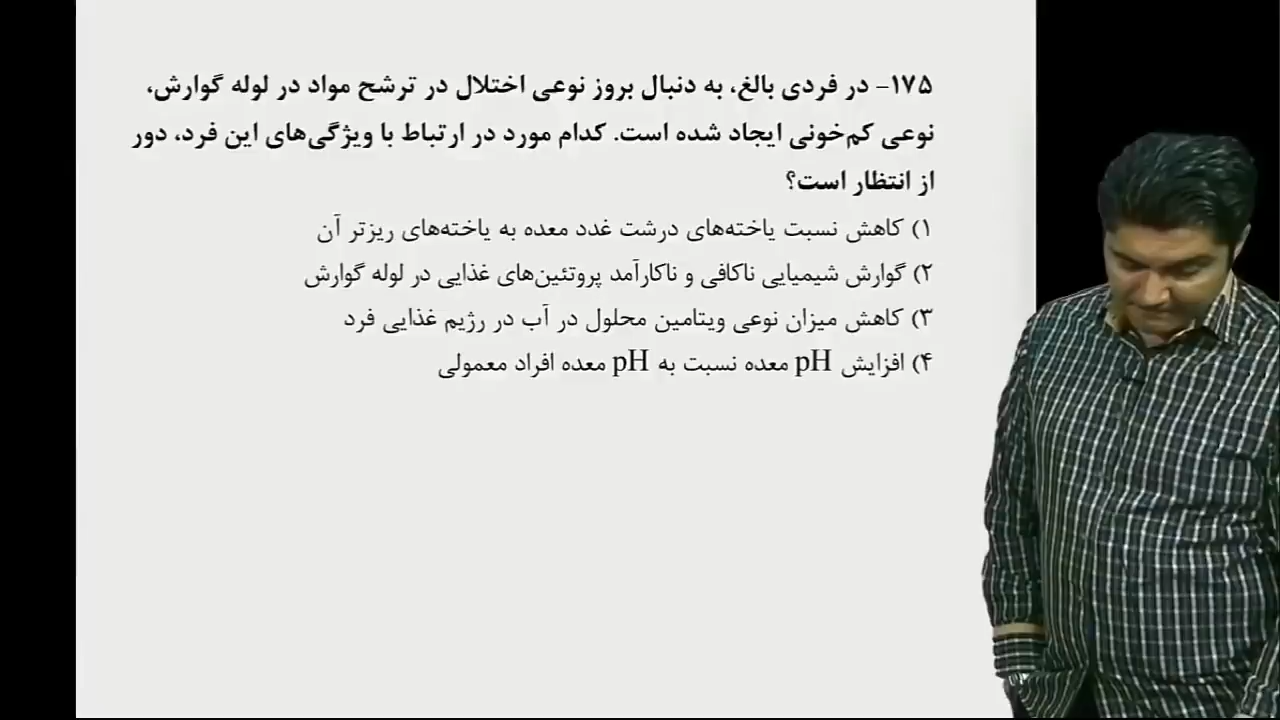 ۱۷۵- در فردی بالغ، به دنبال بروز نوعی اختلال در ترشح مواد در لوله گوارش،
نوعی کم‌خونی ایجاد شده است. کدام مورد در ارتباط با ویژگی‌های این فرد، دور
از انتظار است؟
۱) کاهش نسبت یاخته‌های درشت غدد معده به یاخته‌های ریزتر آن
۲) گوارش شیمیایی ناکافی و ناکارآمد پروتئین‌های غذایی در لوله گوارش
۳) کاهش میزان نوعی ویتامین محلول در آب در رژیم غذایی فرد
۴) افزایش pH معده نسبت به pH معده افراد معمولی